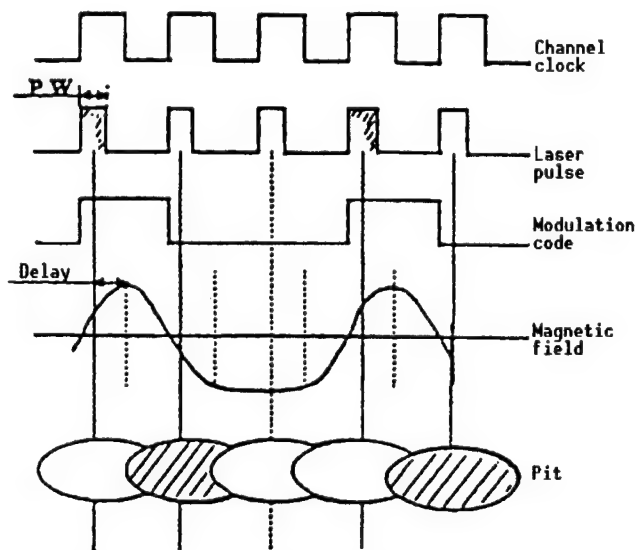 Channel
clock
PW
Laser
pulse
Modulation
code
Delay
Magnetic
field
Pit